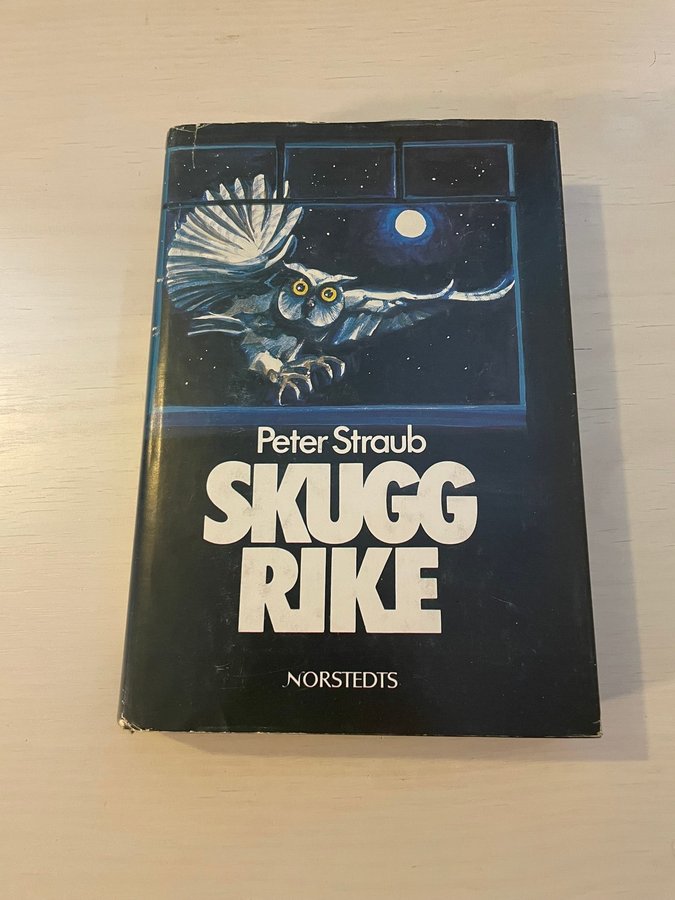 Peter Straub
SKUGG
RIKE
NORSTEDTS